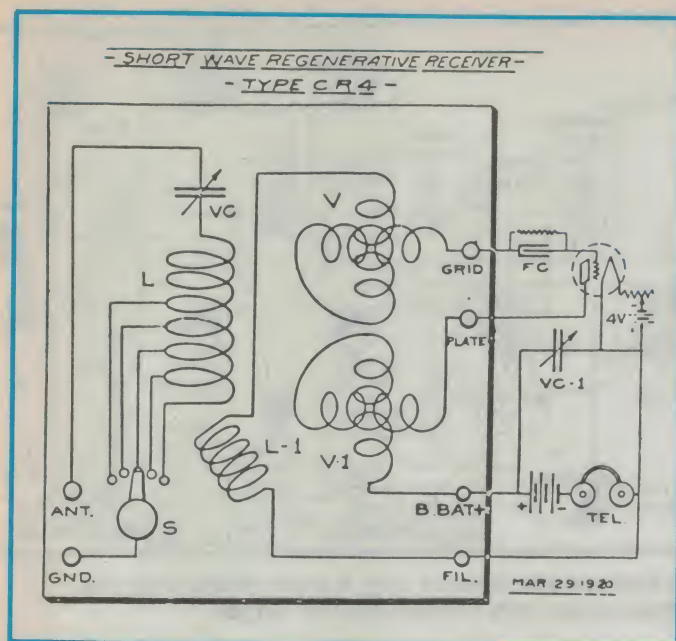 - SHORT WAVE REGENERATIVE RECEIVER -
- TYPE CR4 -
VC
V
L
GRID
FC
PLATE
4V
VC-1
L-1
V-1
ANT.
S
B.BAT+
+
-
TEL.
GND.
FIL.
MAR 29 1920